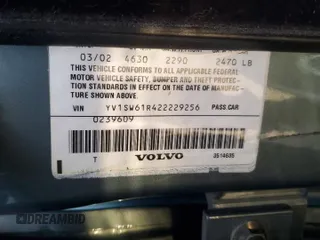 03/02 4630 2290 2470 LB
THIS VEHICLE CONFORMS TO ALL APPLICABLE FEDERAL
MOTOR VEHICLE SAFETY, BUMPER AND THEFT PROTEC-
TION STANDARDS IN EFFECT ON THE DATE OF MANUFAC-
TURE SHOWN ABOVE.
VIN YV1SW61R422229256 PASS.CAR
0239609
T VOLVO 3514635
DREAMBID